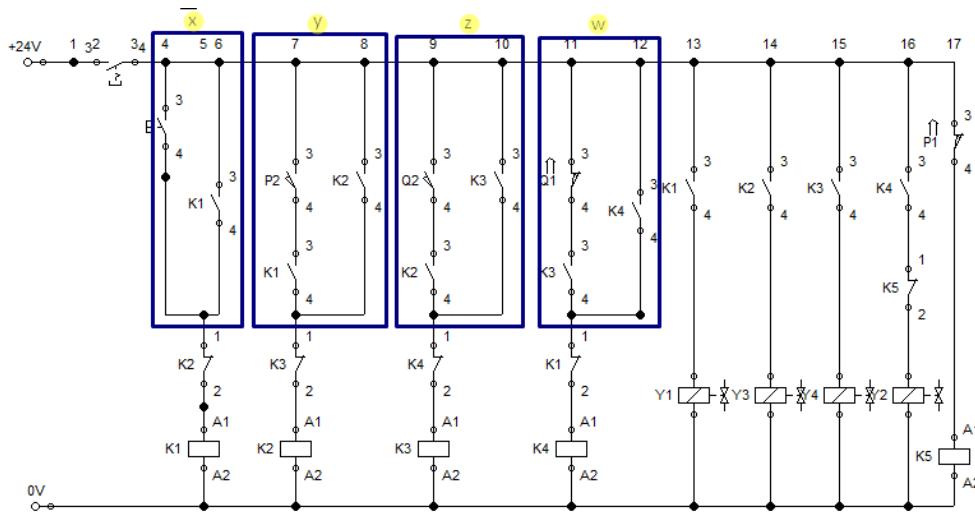 x y z w
+24V 1 3 2 3 4 4 5 6 7 8 9 10 11 12 13 14 15 16 17
3 3 3 3 3 3 3 3 3 3 3 3 3
E P1
4 P2 K2 Q2 K3 Q1 K1 K2 K3 K4 4
K1 4 4 4 4 4 K4 4 4 4 4
4 4
3 3 3 1
K1 K2 K3 K5
4 4 4 2
1 1 1 1
K2 K3 K4 K1
2 2 2 2
Y1 Y3 Y4 Y2
A1 A1 A1 A1 A1
K1 K2 K3 K4 K5
A2 A2 A2 A2 A2
0V